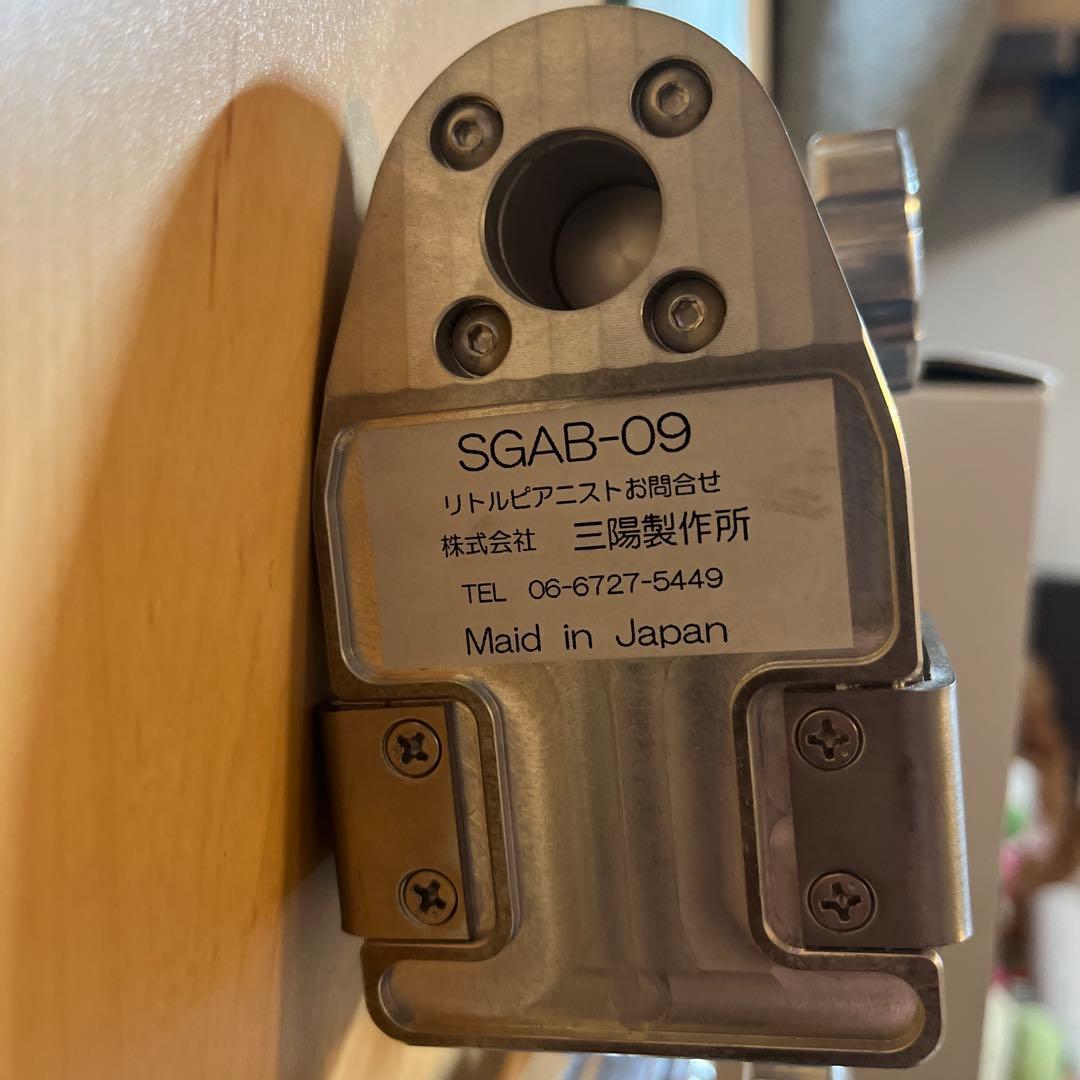 SGAB-09
リトルピアニストお問合せ
株式会社 三陽製作所
TEL 06-6727-5449
Maid in Japan